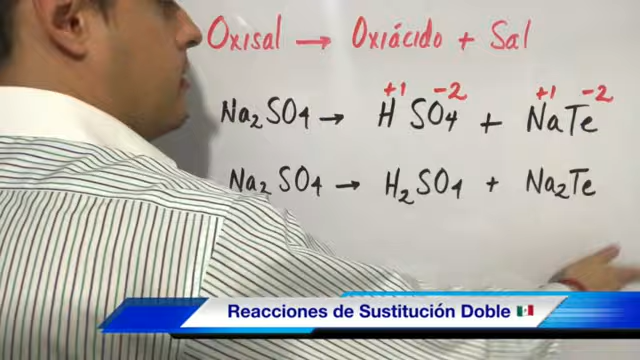 Oxisal → Oxiácido + Sal
+1 -2 +1 -2
Na₂SO₄ → H SO₄ + NaTe
Na₂SO₄ → H₂SO₄ + Na₂Te
Reacciones de Sustitución Doble 🇲🇽